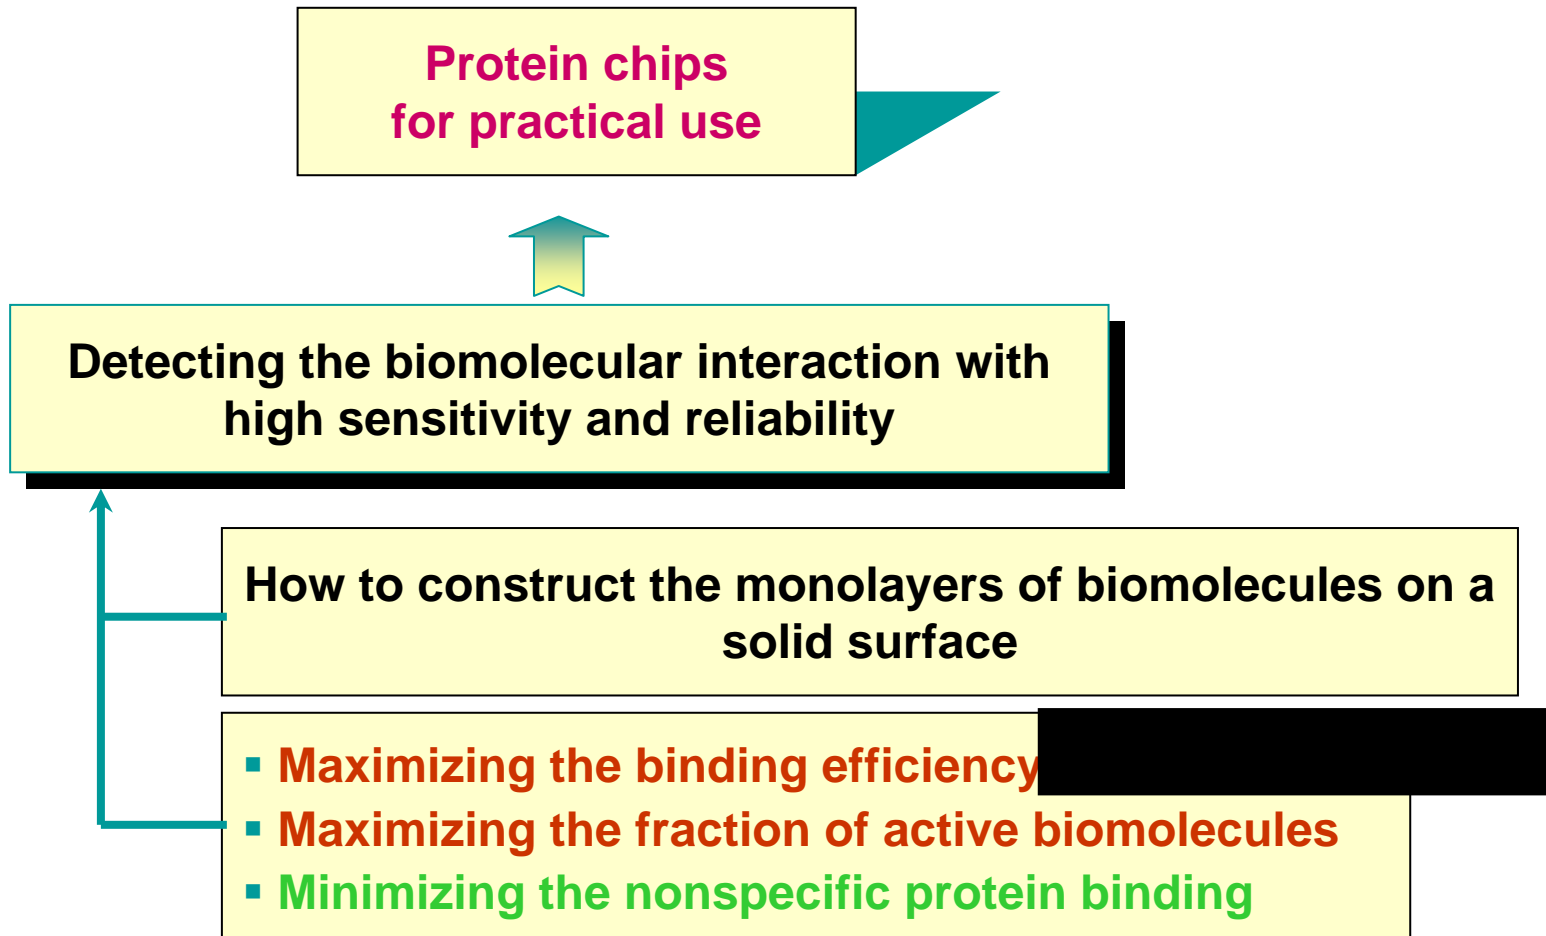 Protein chips
for practical use
Detecting the biomolecular interaction with
high sensitivity and reliability
How to construct the monolayers of biomolecules on a
solid surface
▪ Maximizing the binding efficiency
▪ Maximizing the fraction of active biomolecules
▪ Minimizing the nonspecific protein binding